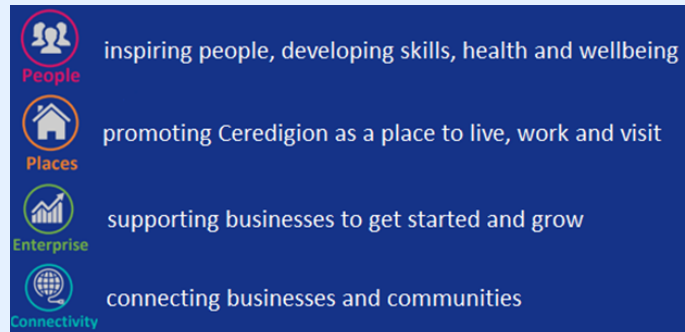 inspiring people, developing skills, health and wellbeing
People
promoting Ceredigion as a place to live, work and visit
Places
supporting businesses to get started and grow
Enterprise
connecting businesses and communities
Connectivity